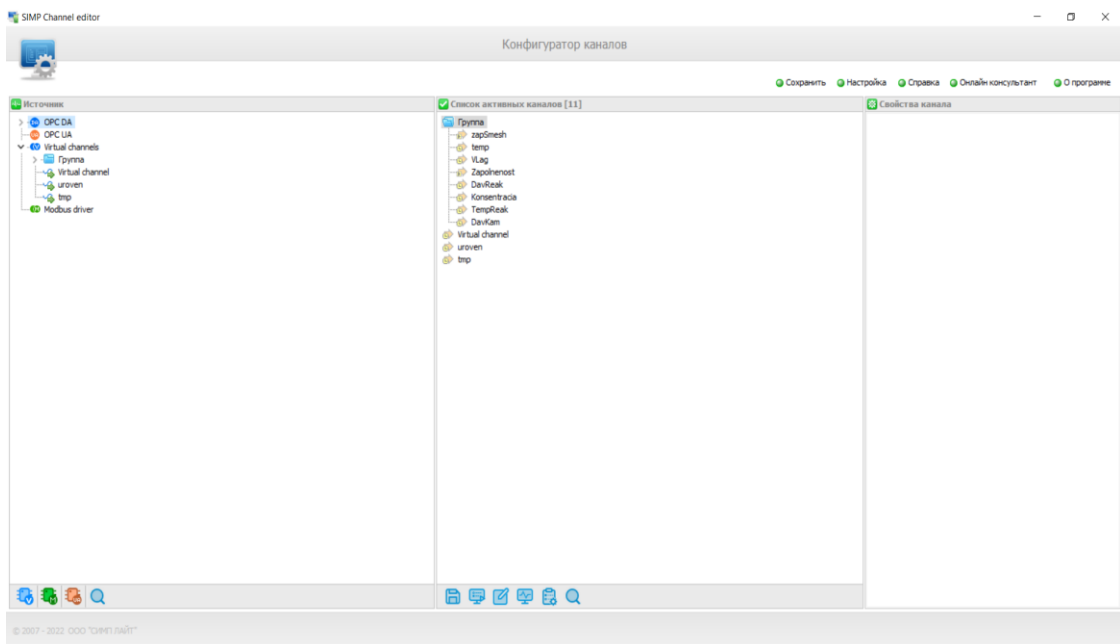 SIMP Channel editor
Конфигуратор каналов
Сохранить Настройка Справка Онлайн консультант О программе
Источник
OPC DA
OPC UA
Virtual channels
Группа
Virtual channel
uroven
tmp
Modbus driver
Список активных каналов [11]
Группа
zapSmesh
temp
VLag
Zapolnenost
DavReak
Konsentracia
TempReak
DavKam
Virtual channel
uroven
tmp
Свойства канала
© 2007 - 2022 ООО "СИМП ЛАЙТ"